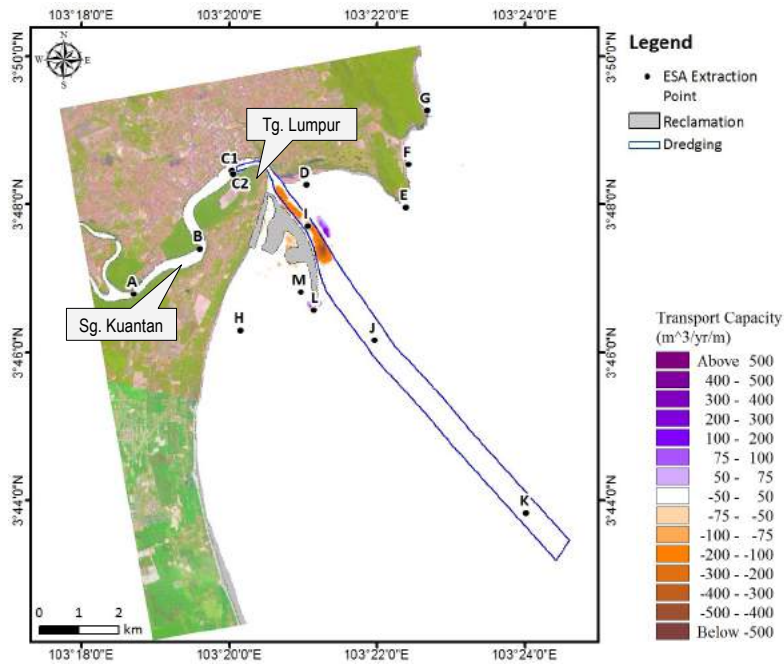 103°18'0"E 103°20'0"E 103°22'0"E 103°24'0"E
N
W E
S
3°50'0"N
3°48'0"N
3°46'0"N
3°44'0"N
3°50'0"N
3°48'0"N
3°46'0"N
3°44'0"N
G
Tg. Lumpur
F
C1
C2
D
E
I
B
A
M
L
H
Sg. Kuantan
J
K
0 1 2
km
103°18'0"E 103°20'0"E 103°22'0"E 103°24'0"E
Legend
ESA Extraction
Point
Reclamation
Dredging
Transport Capacity
(m^3/yr/m)
Above 500
400 - 500
300 - 400
200 - 300
100 - 200
75 - 100
50 - 75
-50 - 50
-75 - -50
-100 - -75
-200 - -100
-300 - -200
-400 - -300
-500 - -400
Below -500